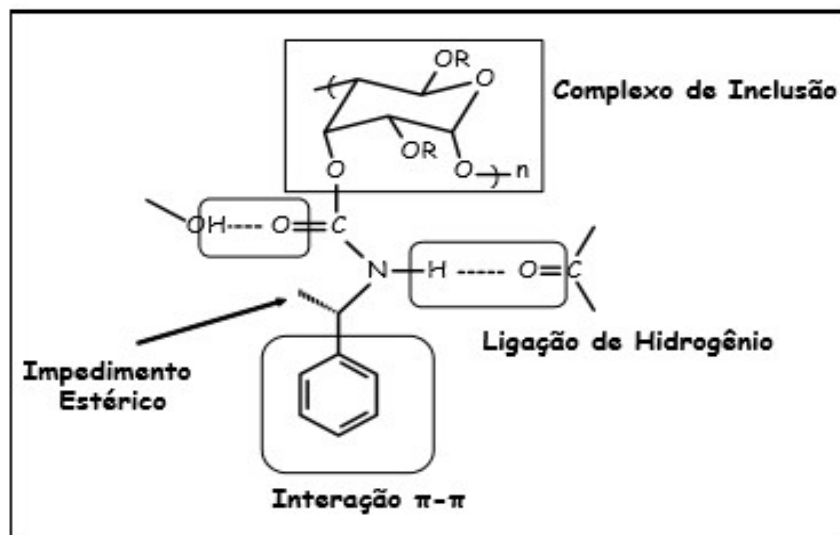 OR
O
Complexo de Inclusão
OR
O
O
n
OH
O
C
N
H
O
C
Ligação de Hidrogênio
Impedimento
Estérico
Interação π-π